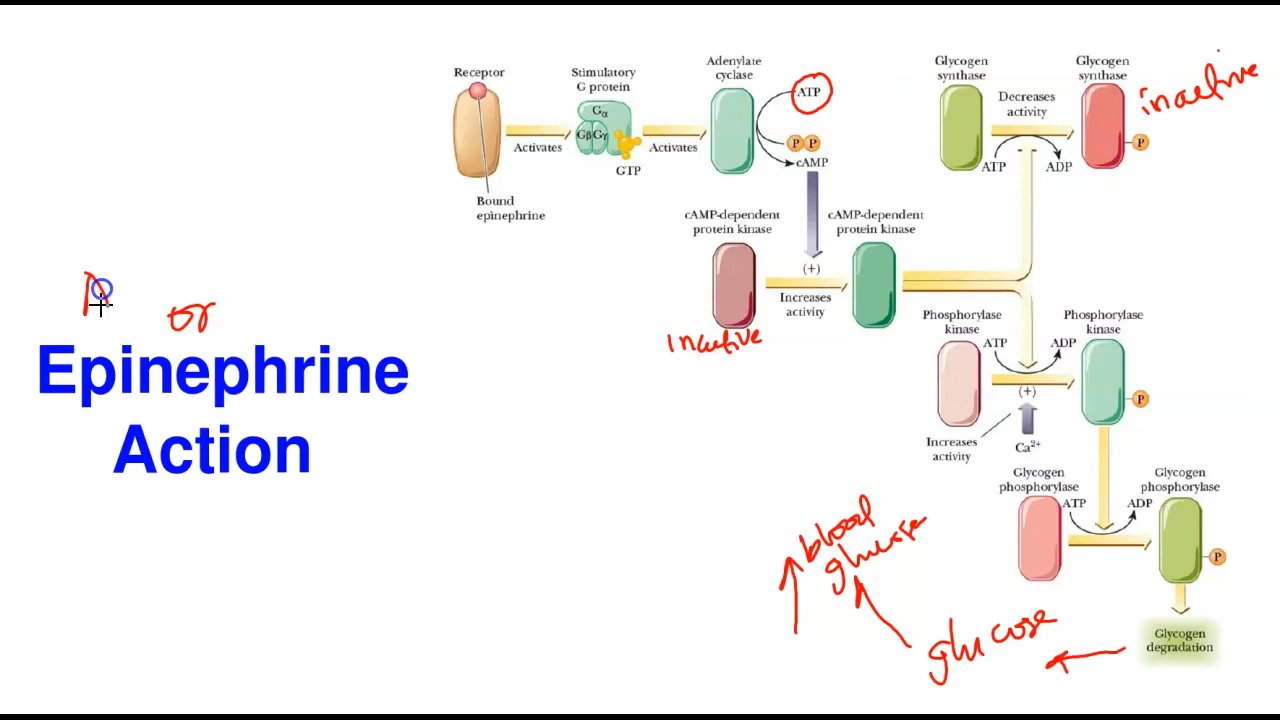 or
Epinephrine
Action
Receptor
Bound
epinephrine
Activates
Stimulatory
G protein
Gα
GβGγ
GTP
Activates
Adenylate
cyclase
ATP
P P
cAMP
cAMP-dependent
protein kinase
inactive
(+)
Increases
activity
cAMP-dependent
protein kinase
Glycogen
synthase
Decreases
activity
ATP
ADP
Glycogen
synthase
P
inactive
Phosphorylase
kinase
ATP
ADP
(+)
Increases
activity
Ca2+
Phosphorylase
kinase
P
Glycogen
phosphorylase
ATP
ADP
Glycogen
phosphorylase
P
Glycogen
degradation
glucose
blood
glucose